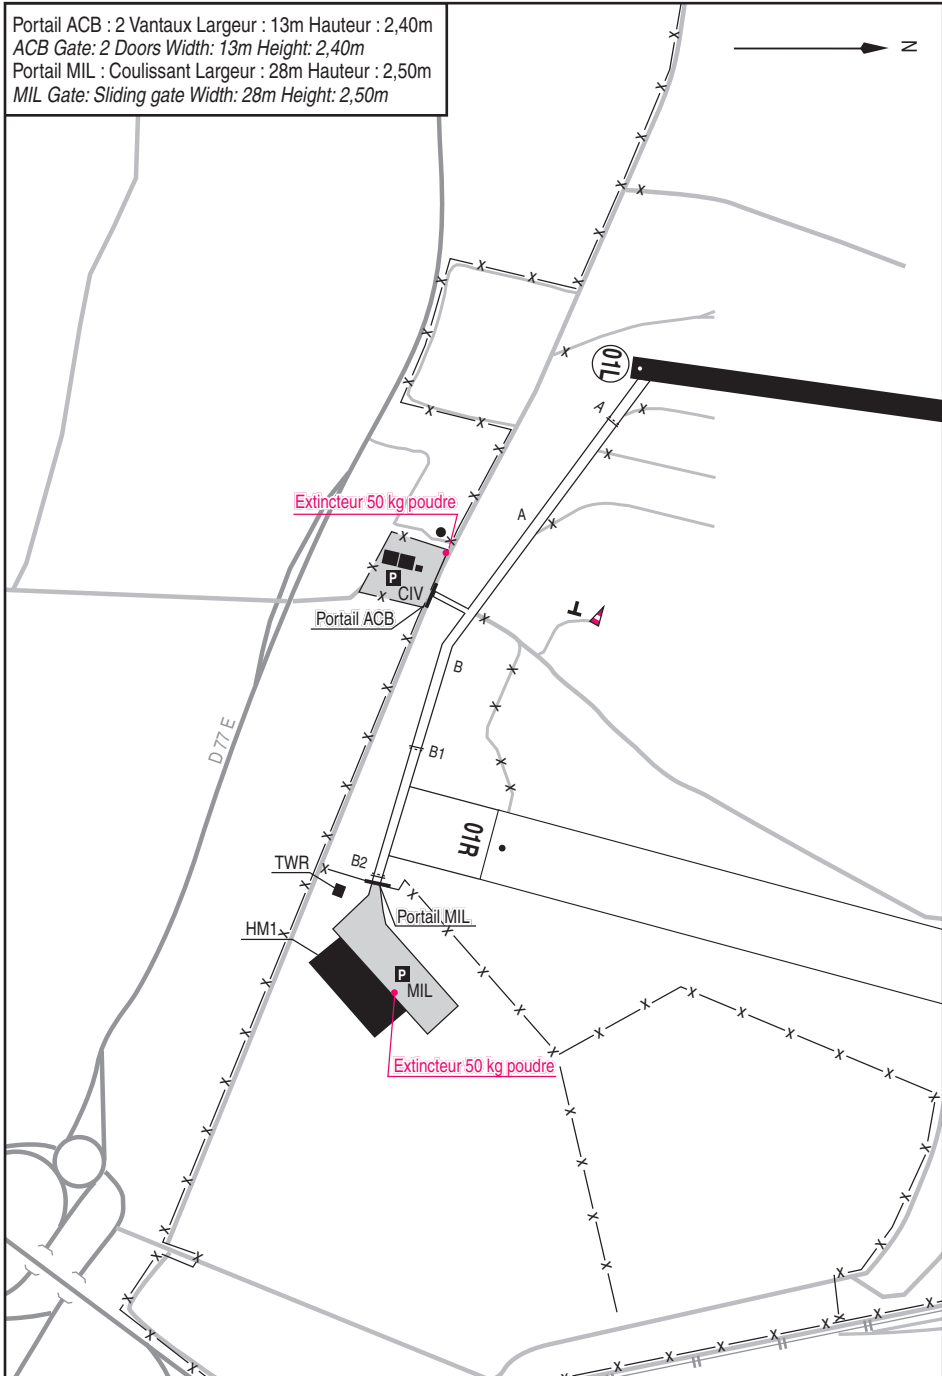 Portail ACB : 2 Vantaux Largeur : 13m Hauteur : 2,40m
ACB Gate: 2 Doors Width: 13m Height: 2,40m
Portail MIL : Coulissant Largeur : 28m Hauteur : 2,50m
MIL Gate: Sliding gate Width: 28m Height: 2,50m
N
01L
A
Extincteur 50 kg poudre
A
P
CIV
Portail ACB
T
B
D 77 E
B1
01R
B2
TWR
Portail MIL
HM1
P
MIL
Extincteur 50 kg poudre